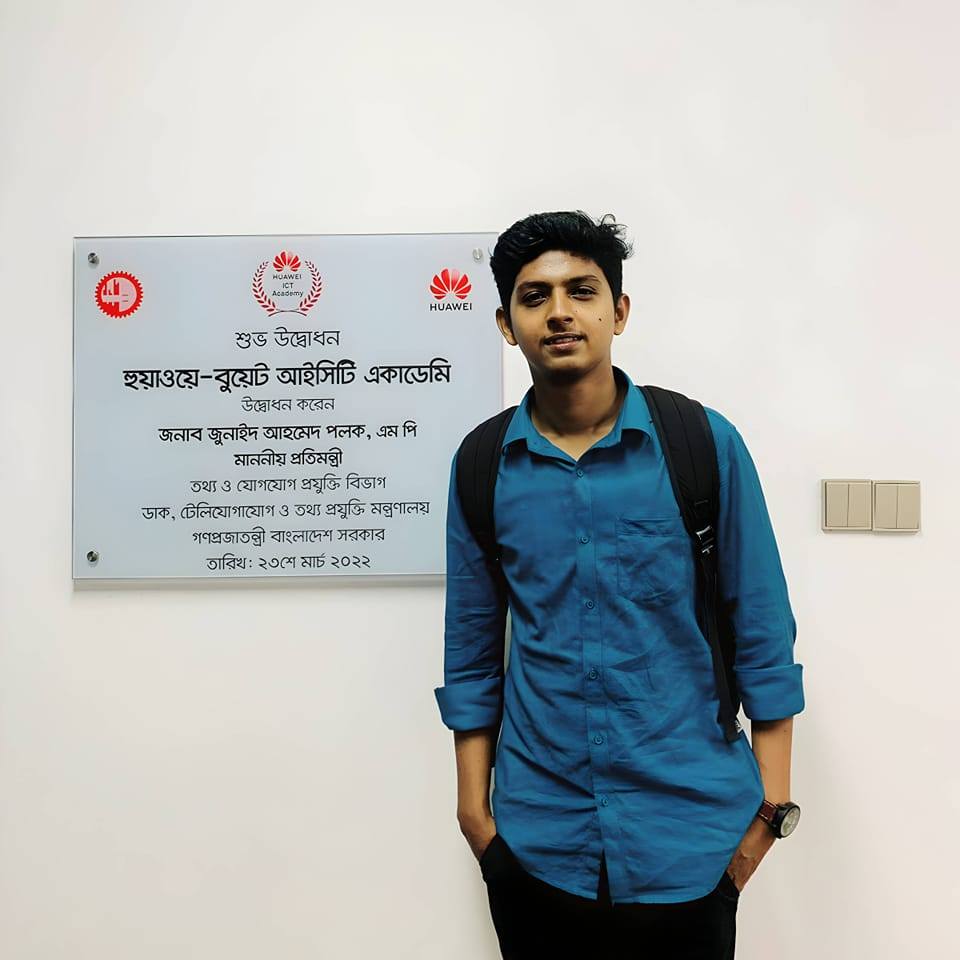 HUAWEI
ICT
Academy
HUAWEI
শুভ উদ্বোধন
হুয়াওয়ে-বুয়েট আইসিটি একাডেমি
উদ্বোধন করেন
জনাব জুনাইদ আহমেদ পলক, এম পি
মাননীয় প্রতিমন্ত্রী
তথ্য ও যোগযোগ প্রযুক্তি বিভাগ
ডাক, টেলিযোগাযোগ ও তথ্য প্রযুক্তি মন্ত্রণালয়
গণপ্রজাতন্ত্রী বাংলাদেশ সরকার
তারিখ: ২৩শে মার্চ ২০২২